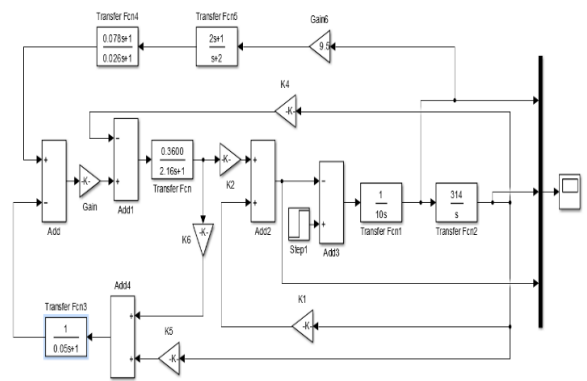 Transfer Fcn4
Transfer Fcn5
Gain6
0.078s+1
0.026s+1
2s+1
s+2
9.5
K4
-K-
0.3600
2.16s+1
Transfer Fcn
-K-
Gain
Add
Add1
-K-
K2
Add2
Step1
Add3
1
10s
Transfer Fcn1
314
s
Transfer Fcn2
K6
-K-
Add4
Transfer Fcn3
1
0.05s+1
K5
-K-
K1
-K-